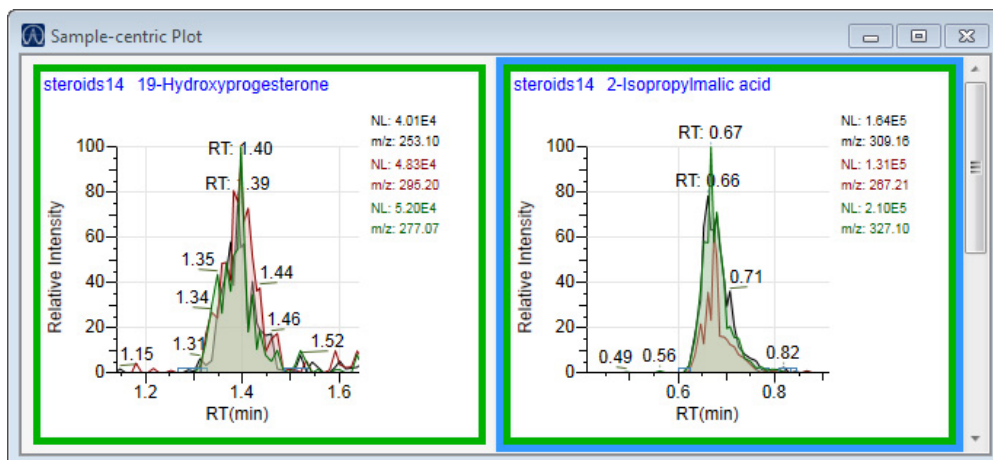 Sample-centric Plot
steroids14 19-Hydroxyprogesterone
NL: 4.01E4
m/z: 253.10
NL: 4.83E4
m/z: 295.20
NL: 5.20E4
m/z: 277.07
RT: 1.40
RT: 1.39
1.35
1.34
1.31
1.15
1.44
1.46
1.52
100
80
60
40
20
0
Relative Intensity
1.2 1.4 1.6
RT(min)
steroids14 2-Isopropylmalic acid
NL: 1.64E5
m/z: 309.16
NL: 1.31E5
m/z: 267.21
NL: 2.10E5
m/z: 327.10
RT: 0.67
RT: 0.66
0.71
0.49 0.56 0.82
100
80
60
40
20
0
Relative Intensity
0.6 0.8
RT(min)